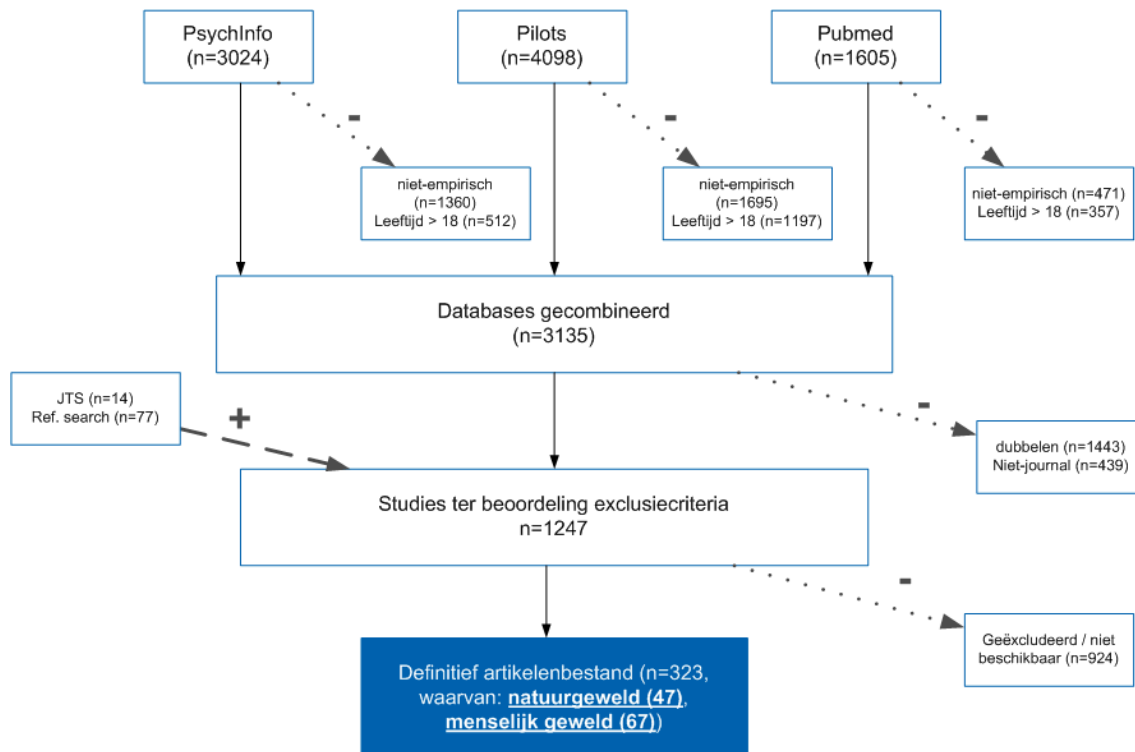 PsychInfo
(n=3024)
Pilots
(n=4098)
Pubmed
(n=1605)
-
-
-
niet-empirisch
(n=1360)
Leeftijd > 18 (n=512)
niet-empirisch
(n=1695)
Leeftijd > 18 (n=1197)
niet-empirisch (n=471)
Leeftijd > 18 (n=357)
Databases gecombineerd
(n=3135)
JTS (n=14)
Ref. search (n=77)
+
-
dubbelen (n=1443)
Niet-journal (n=439)
Studies ter beoordeling exclusiecriteria
n=1247
-
Geëxcludeerd / niet
beschikbaar (n=924)
Definitief artikelenbestand (n=323,
waarvan: natuurgeweld (47),
menselijk geweld (67))